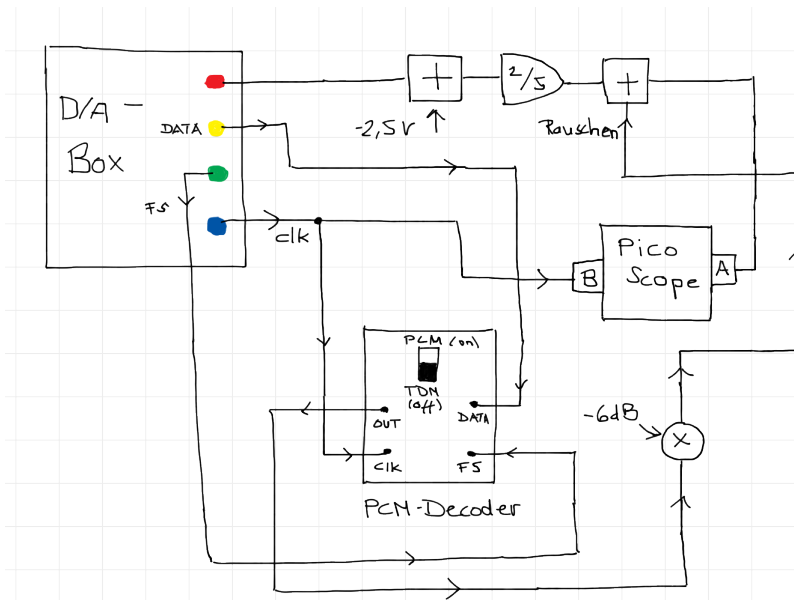 D/A-
Box
DATA
FS
clk
-2,5V
+
2/5
+
Rauschen
Pico
Scope
B
A
PCM (on)
TDM
(off)
OUT
DATA
Clk
FS
PCM-Decoder
-6dB
x